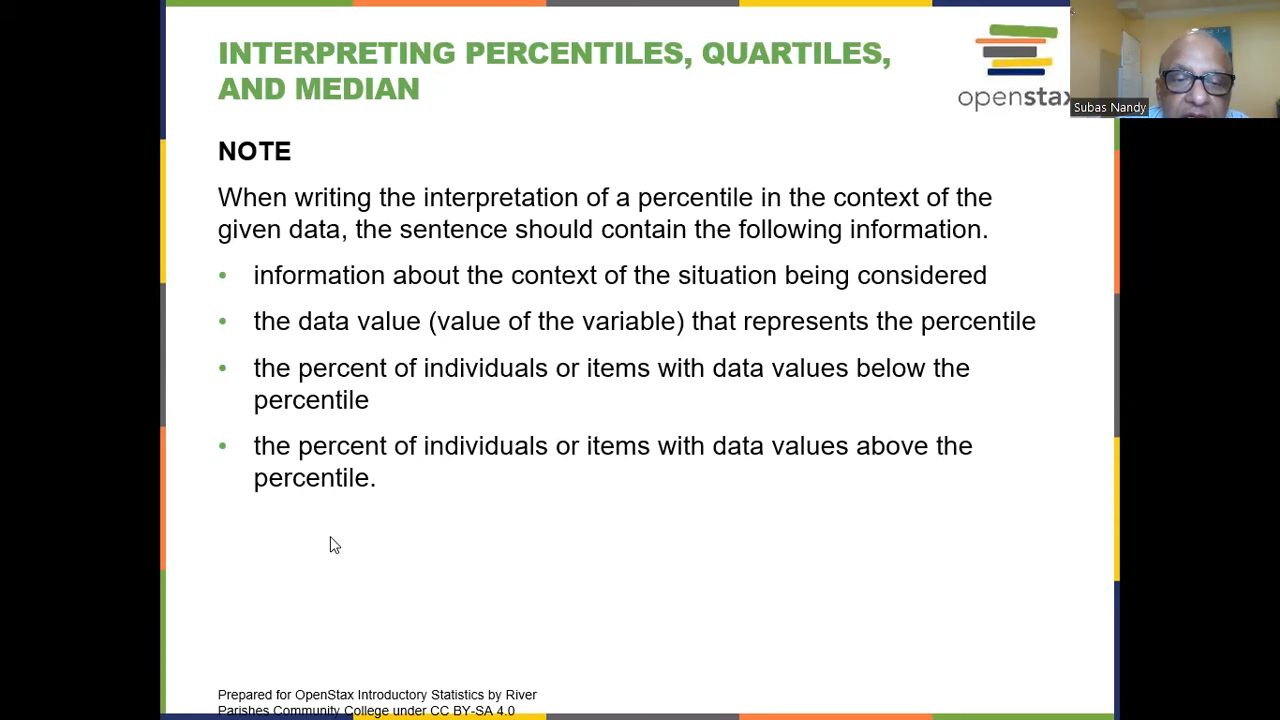 INTERPRETING PERCENTILES, QUARTILES,
AND MEDIAN
openstax
Subas Nandy
NOTE
When writing the interpretation of a percentile in the context of the
given data, the sentence should contain the following information.
• information about the context of the situation being considered
• the data value (value of the variable) that represents the percentile
• the percent of individuals or items with data values below the
percentile
• the percent of individuals or items with data values above the
percentile.
Prepared for OpenStax Introductory Statistics by River
Parishes Community College under CC BY-SA 4.0